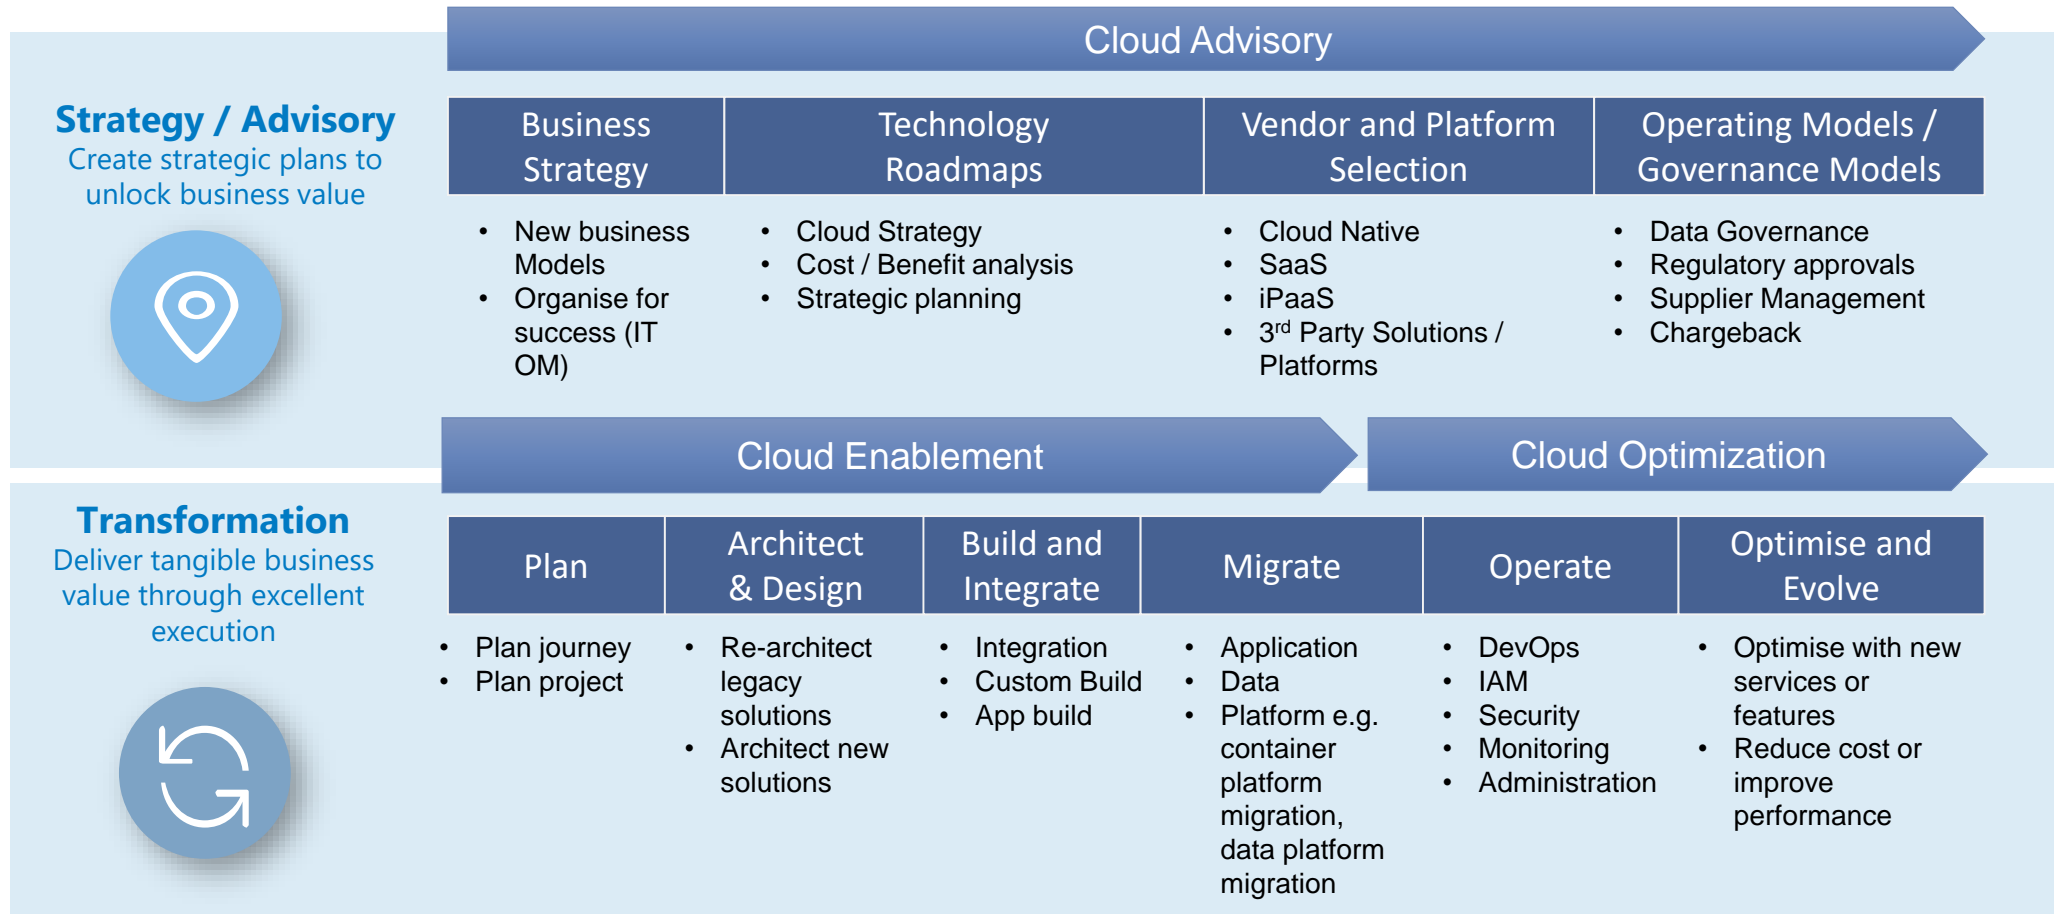 Cloud Advisory
Strategy / Advisory
Create strategic plans to
unlock business value
Business
Strategy
Technology
Roadmaps
Vendor and Platform
Selection
Operating Models /
Governance Models
• New business
Models
• Organise for
success (IT
OM)
• Cloud Strategy
• Cost / Benefit analysis
• Strategic planning
• Cloud Native
• SaaS
• iPaaS
• 3rd Party Solutions /
Platforms
• Data Governance
• Regulatory approvals
• Supplier Management
• Chargeback
Cloud Enablement
Cloud Optimization
Transformation
Deliver tangible business
value through excellent
execution
Plan
Architect
& Design
Build and
Integrate
Migrate
Operate
Optimise and
Evolve
• Plan journey
• Plan project
• Re-architect
legacy
solutions
• Architect new
solutions
• Integration
• Custom Build
• App build
• Application
• Data
• Platform e.g.
container
platform
migration,
data platform
migration
• DevOps
• IAM
• Security
• Monitoring
• Administration
• Optimise with new
services or
features
• Reduce cost or
improve
performance